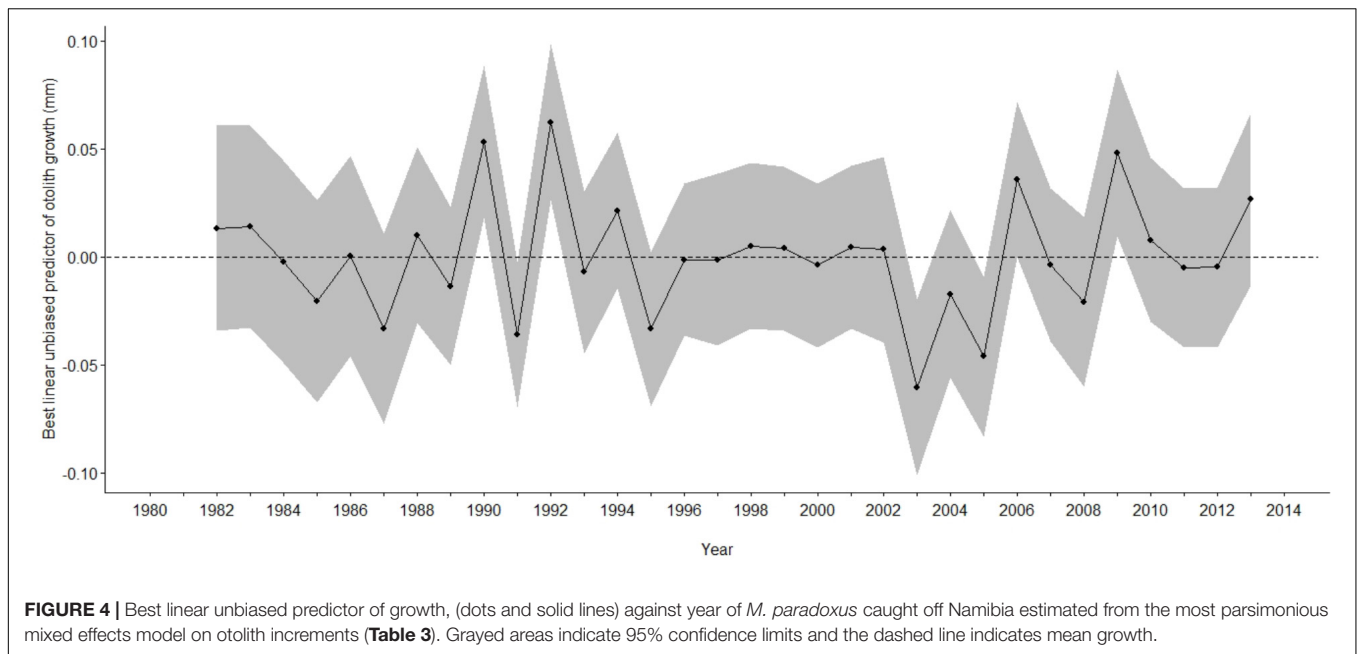 0.10
0.05
0.00
-0.05
-0.10
Best linear unbiased predictor of otolith growth (mm)
1980 1982 1984 1986 1988 1990 1992 1994 1996 1998 2000 2002 2004 2006 2008 2010 2012 2014
Year
FIGURE 4 | Best linear unbiased predictor of growth, (dots and solid lines) against year of M. paradoxus caught off Namibia estimated from the most parsimonious
mixed effects model on otolith increments (Table 3). Grayed areas indicate 95% confidence limits and the dashed line indicates mean growth.